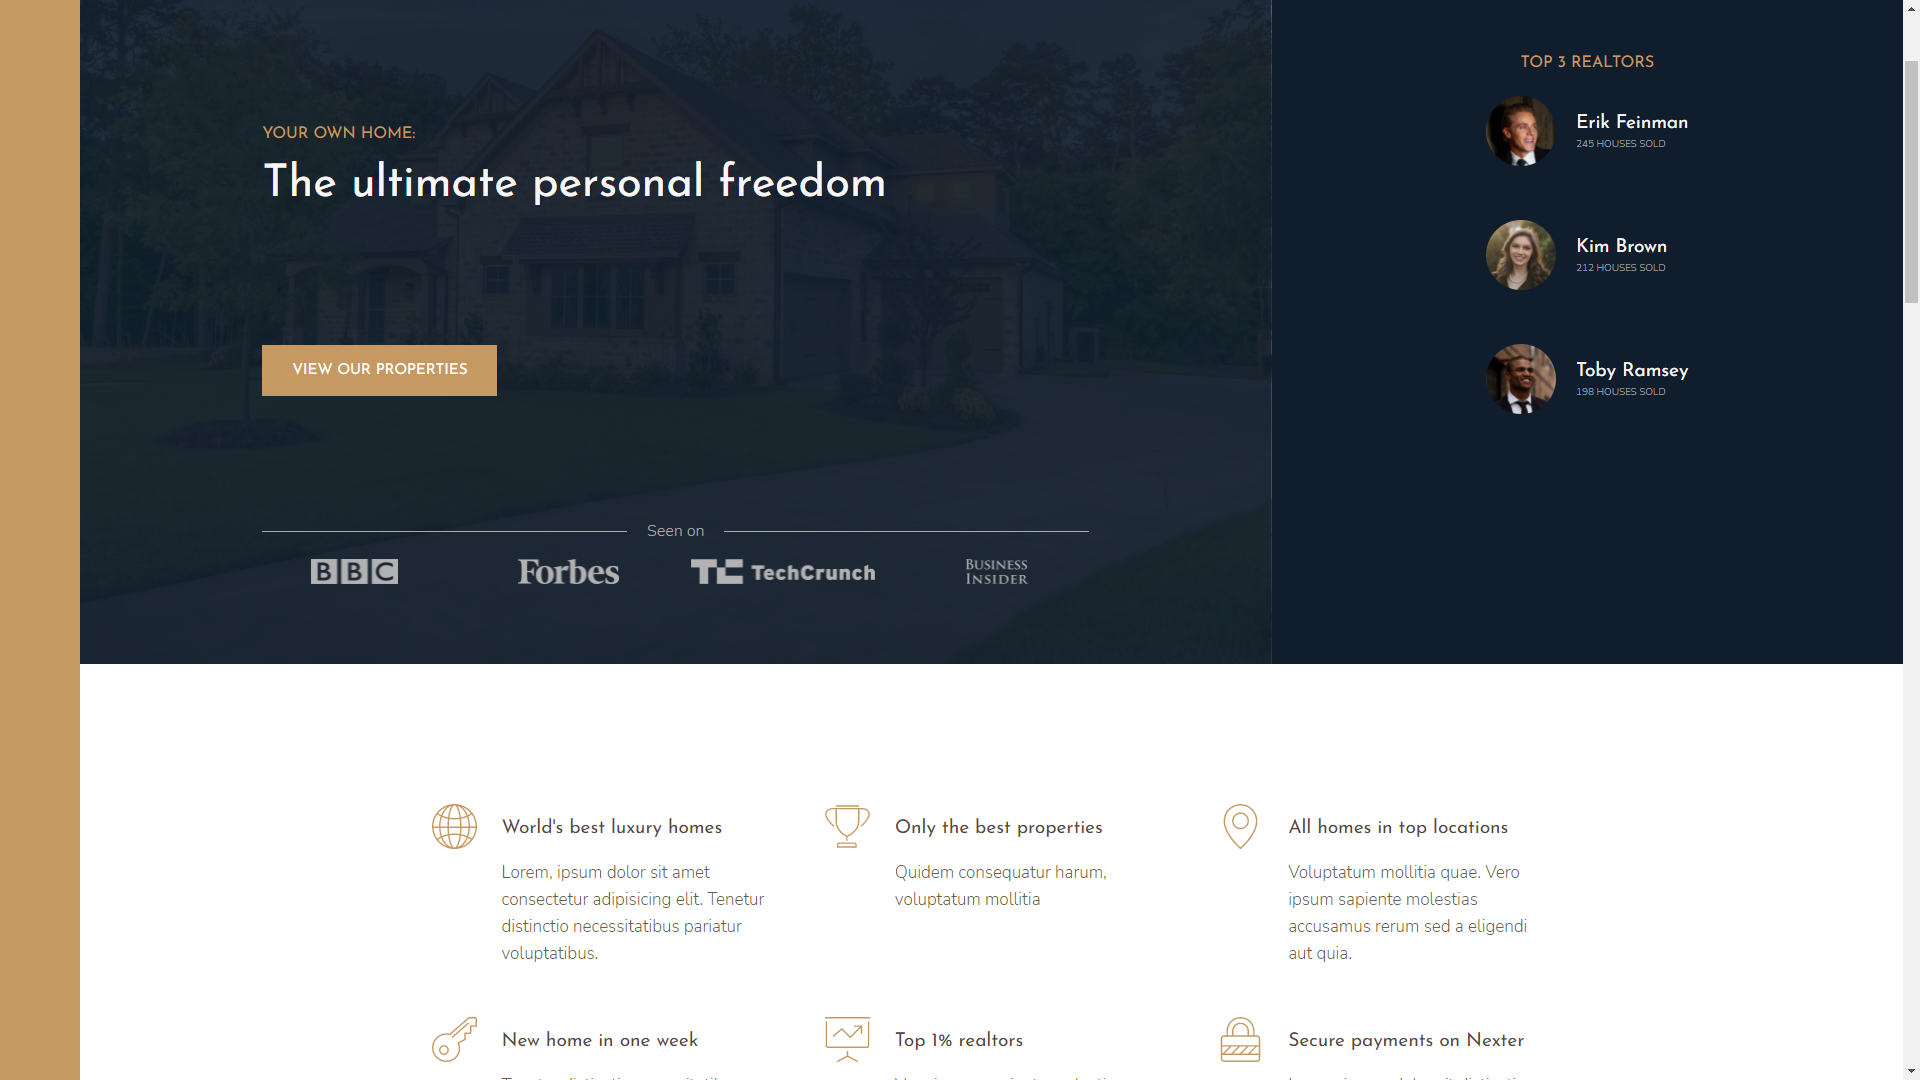 YOUR OWN HOME:
The ultimate personal freedom
VIEW OUR PROPERTIES
Seen on
BBC
Forbes
TC TechCrunch
BUSINESS
INSIDER
TOP 3 REALTORS
Erik Feinman
245 HOUSES SOLD
Kim Brown
212 HOUSES SOLD
Toby Ramsey
198 HOUSES SOLD
World's best luxury homes
Lorem, ipsum dolor sit amet
consectetur adipisicing elit. Tenetur
distinctio necessitatibus pariatur
voluptatibus.
Only the best properties
Quidem consequatur harum,
voluptatum mollitia
All homes in top locations
Voluptatum mollitia quae. Vero
ipsum sapiente molestias
accusamus rerum sed a eligendi
aut quia.
New home in one week
Top 1% realtors
Secure payments on Nexter